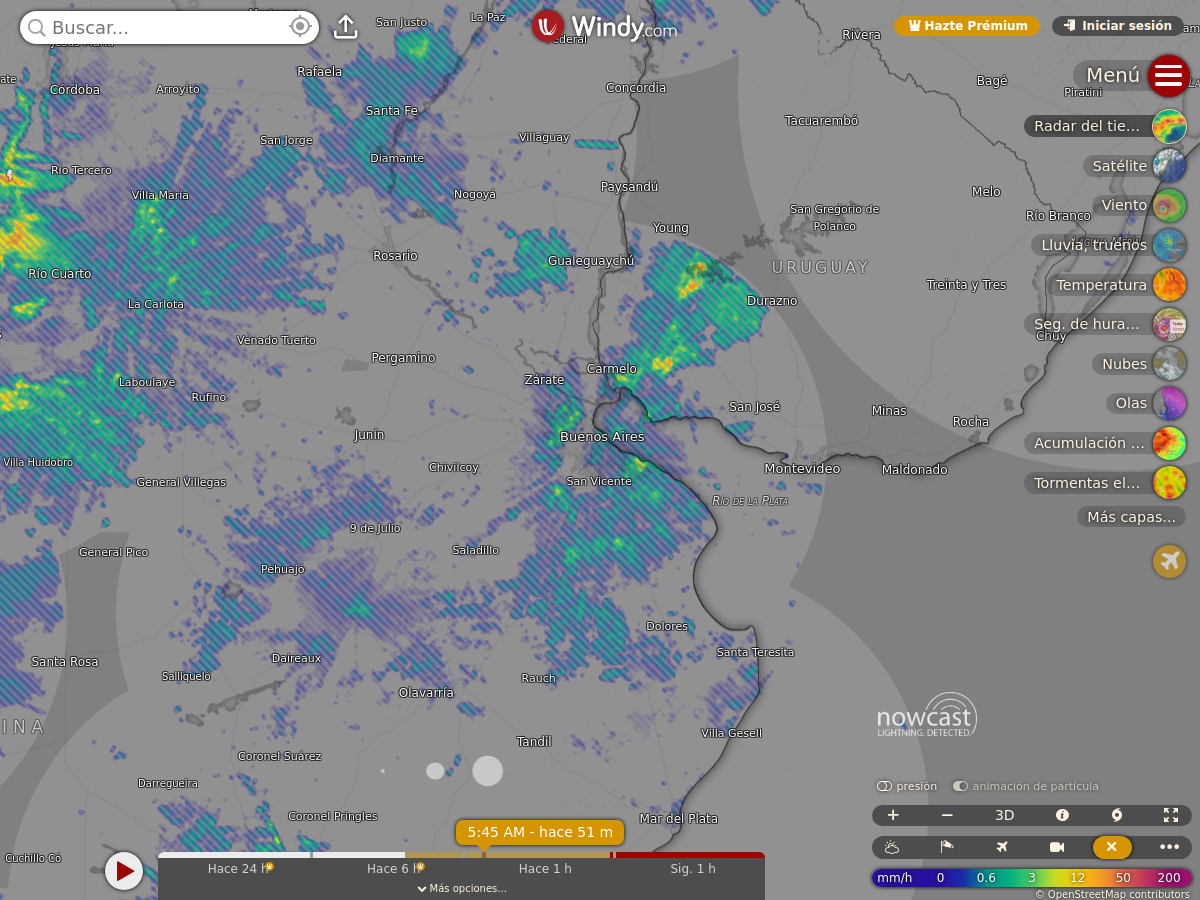 Buscar...
Windy.com
Hazte Prémium
Iniciar sesión
Menú
Radar del tie...
Satélite
Viento
Lluvia, truenos
Temperatura
Seg. de hura...
Nubes
Olas
Acumulación ...
Tormentas el...
Más capas...
San Justo
La Paz
Federal
Rivera
Rafaela
Concordia
Bagé
Piratini
Córdoba
Arroyito
Santa Fe
Tacuarembó
San Jorge
Villaguay
Diamante
Río Tercero
Villa María
Nogoyá
Paysandú
Melo
San Gregorio de
Polanco
Río Branco
Young
Rosario
Gualeguaychú
URUGUAY
Río Cuarto
Treinta y Tres
La Carlota
Durazno
Venado Tuerto
Chuy
Pergamino
Carmelo
Zárate
Laboulaye
Rufino
San José
Minas
Rocha
Junín
Buenos Aires
Villa Huidobro
Chivilcoy
Montevideo
Maldonado
General Villegas
San Vicente
Río de la Plata
9 de Julio
General Pico
Saladillo
Pehuajó
Dolores
Santa Rosa
Daireaux
Santa Teresita
Salliqueló
Rauch
Olavarría
INA
Villa Gesell
Tandil
nowcast
LIGHTNING. DETECTED.
Coronel Suárez
Darregueira
presión
animación de partícula
Coronel Pringles
Mar del Plata
3D
5:45 AM - hace 51 m
Cuchillo Có
Hace 24 h
Hace 6 h
Hace 1 h
Sig. 1 h
Más opciones...
mm/h 0 0.6 3 12 50 200
© OpenStreetMap contributors